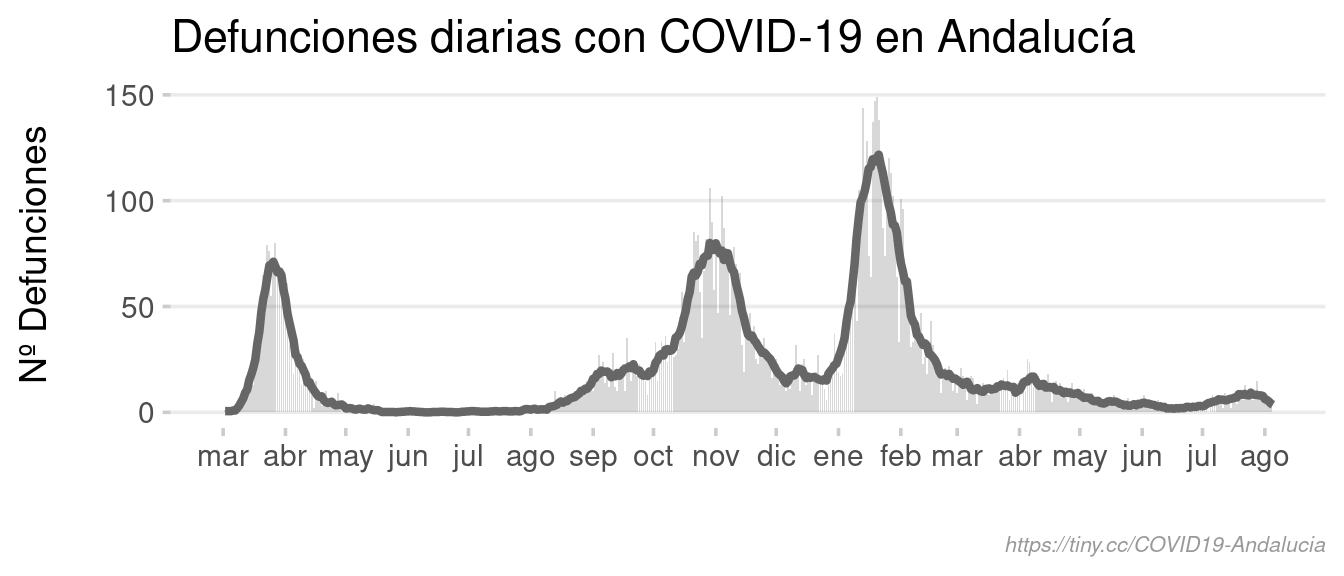 Defunciones diarias con COVID-19 en Andalucía
Nº Defunciones
150
100
50
0
mar abr may jun jul ago sep oct nov dic ene feb mar abr may jun jul ago
https://tiny.cc/COVID19-Andalucia